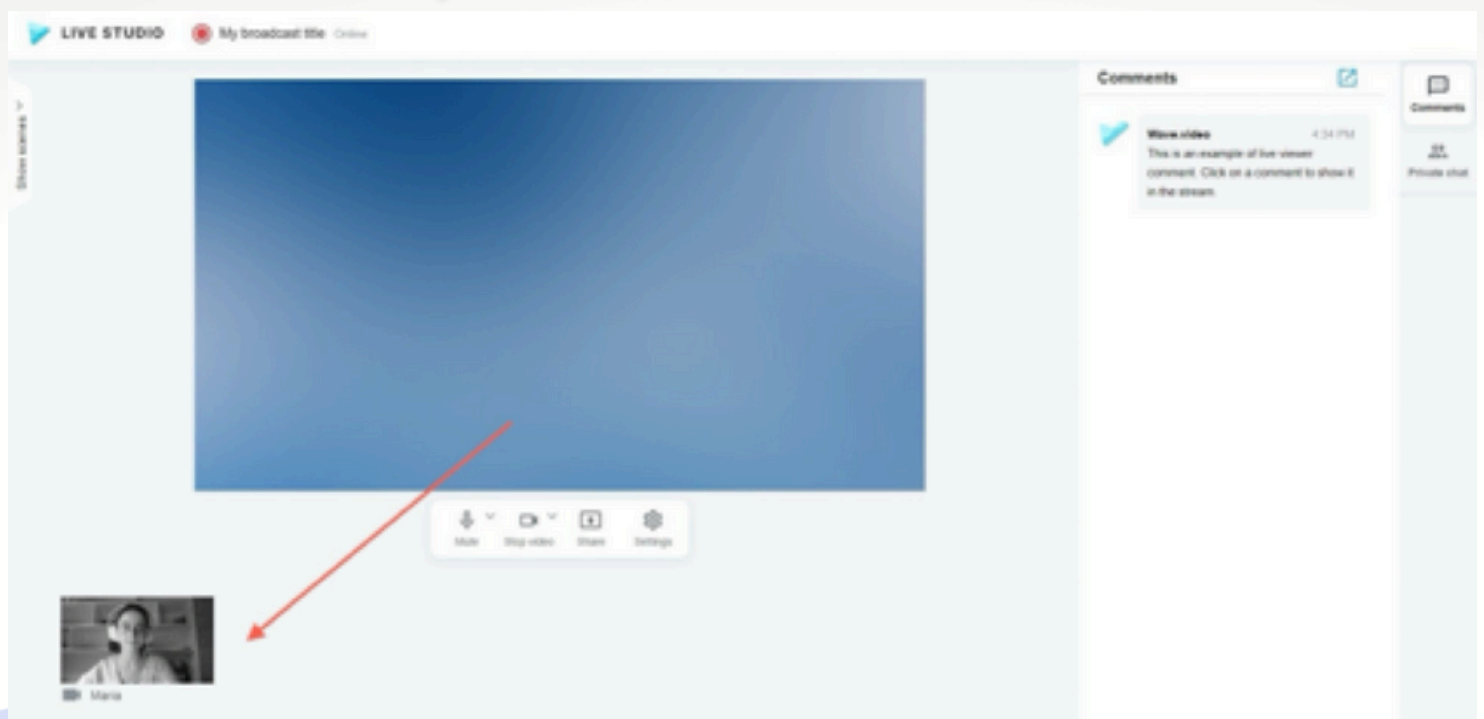 LIVE STUDIO
My broadcast title Online
Show scenes
Comments
Wave.video 4:34 PM
This is an example of live viewer
comment. Click on a comment to show it
in the stream.
Comments
Private chat
Mute Stop video Share Settings
Maria